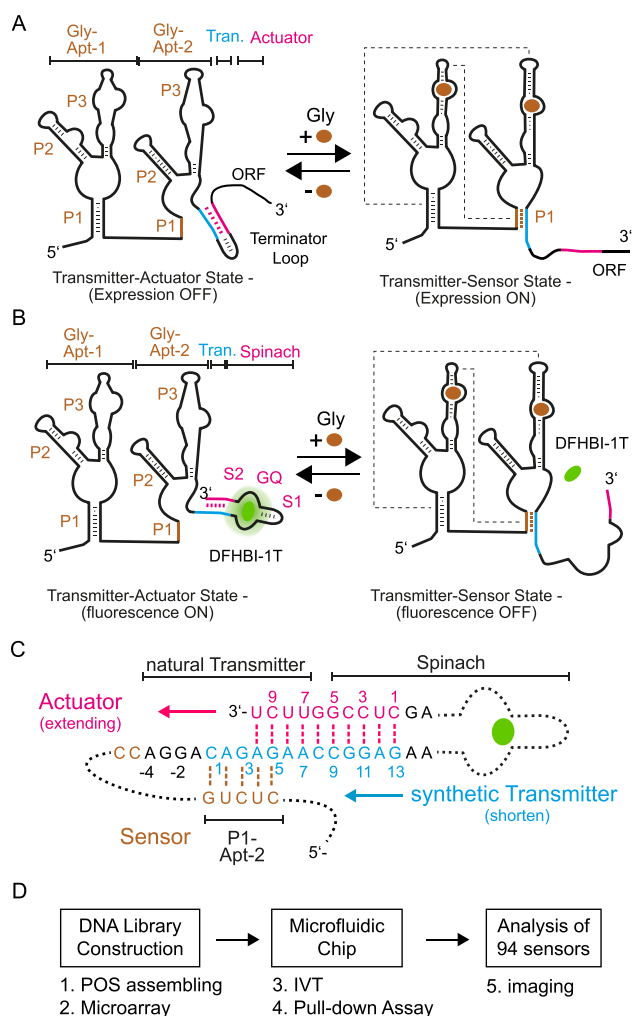 A
Gly-
Apt-1
Gly-
Apt-2
Tran.
Actuator
P3
P2
P1
P2
P1
ORF
3‘
Terminator
Loop
5‘
Gly
+
-
P1
3‘
5‘
ORF
Transmitter-Actuator State -
(Expression OFF)
Transmitter-Sensor State -
(Expression ON)
B
Gly-
Apt-1
Gly-
Apt-2
Tran.
Spinach
P3
P2
P1
P2
P1
3‘
S2
GQ
S1
DFHBI-1T
5‘
Gly
+
-
DFHBI-1T
3‘
5‘
Transmitter-Actuator State -
(fluorescence ON)
Transmitter-Sensor State -
(fluorescence OFF)
C
natural Transmitter
Spinach
Actuator
(extending)
9 7 5 3 1
3‘-UCUUGGCCUCGA
CCAGGACAGAGAACCGGAGAA
-4 -2 1 3 5 7 9 11 13
GUCUC
Sensor
P1-
Apt-2
5‘-
synthetic Transmitter
(shorten)
D
DNA Library
Construction
Microfluidic
Chip
Analysis of
94 sensors
1. POS assembling
2. Microarray
3. IVT
4. Pull-down Assay
5. imaging